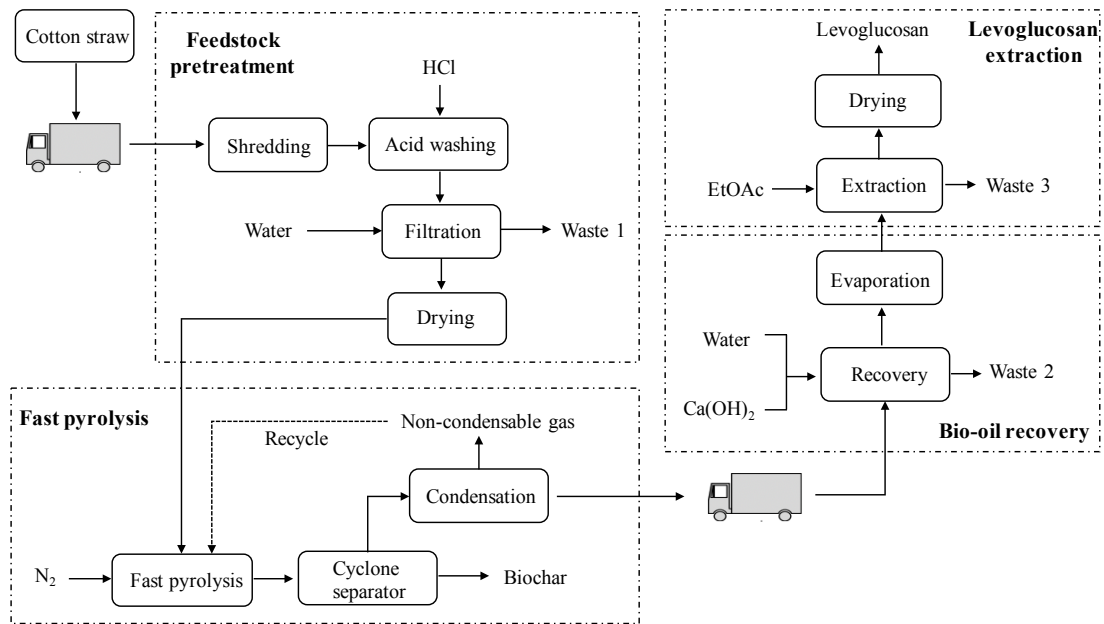 Cotton straw
Feedstock
pretreatment
HCl
Shredding
Acid washing
Water
Filtration
Waste 1
Drying
Fast pyrolysis
Recycle
Non-condensable gas
Condensation
N₂
Fast pyrolysis
Cyclone
separator
Biochar
Levoglucosan
Levoglucosan
extraction
Drying
EtOAc
Extraction
Waste 3
Evaporation
Water
Recovery
Waste 2
Ca(OH)₂
Bio-oil recovery